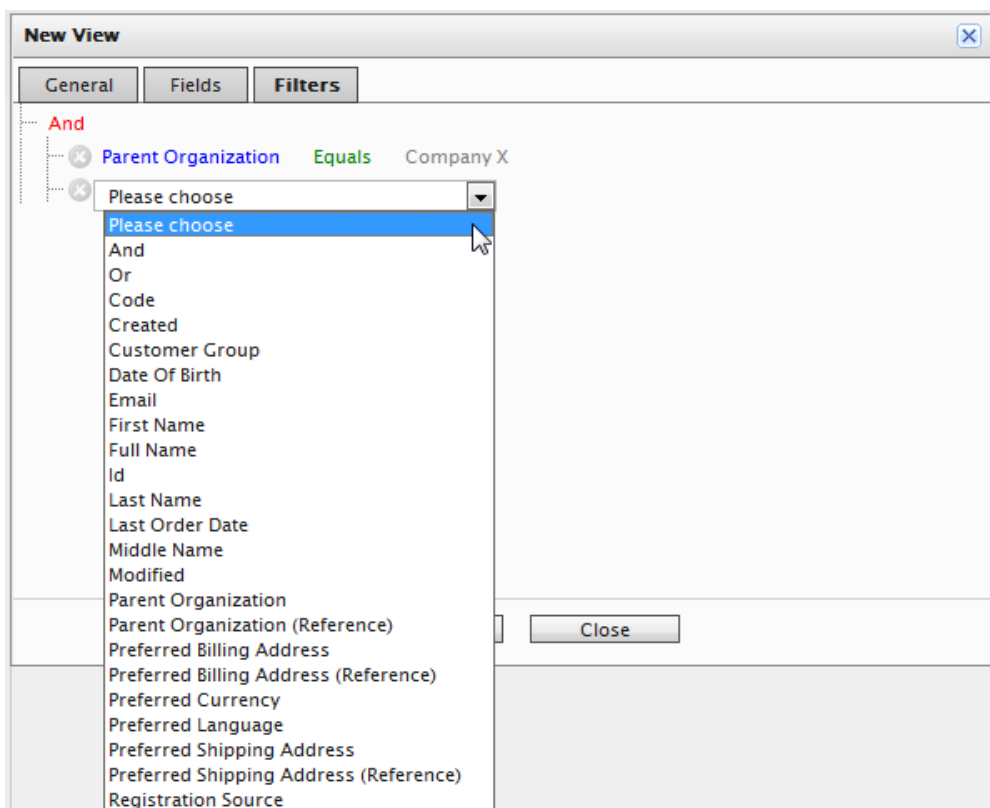 New View
General Fields Filters
And
Parent Organization Equals Company X
Please choose
Please choose
And
Or
Code
Created
Customer Group
Date Of Birth
Email
First Name
Full Name
Id
Last Name
Last Order Date
Middle Name
Modified
Parent Organization
Parent Organization (Reference)
Close
Preferred Billing Address
Preferred Billing Address (Reference)
Preferred Currency
Preferred Language
Preferred Shipping Address
Preferred Shipping Address (Reference)
Registration Source